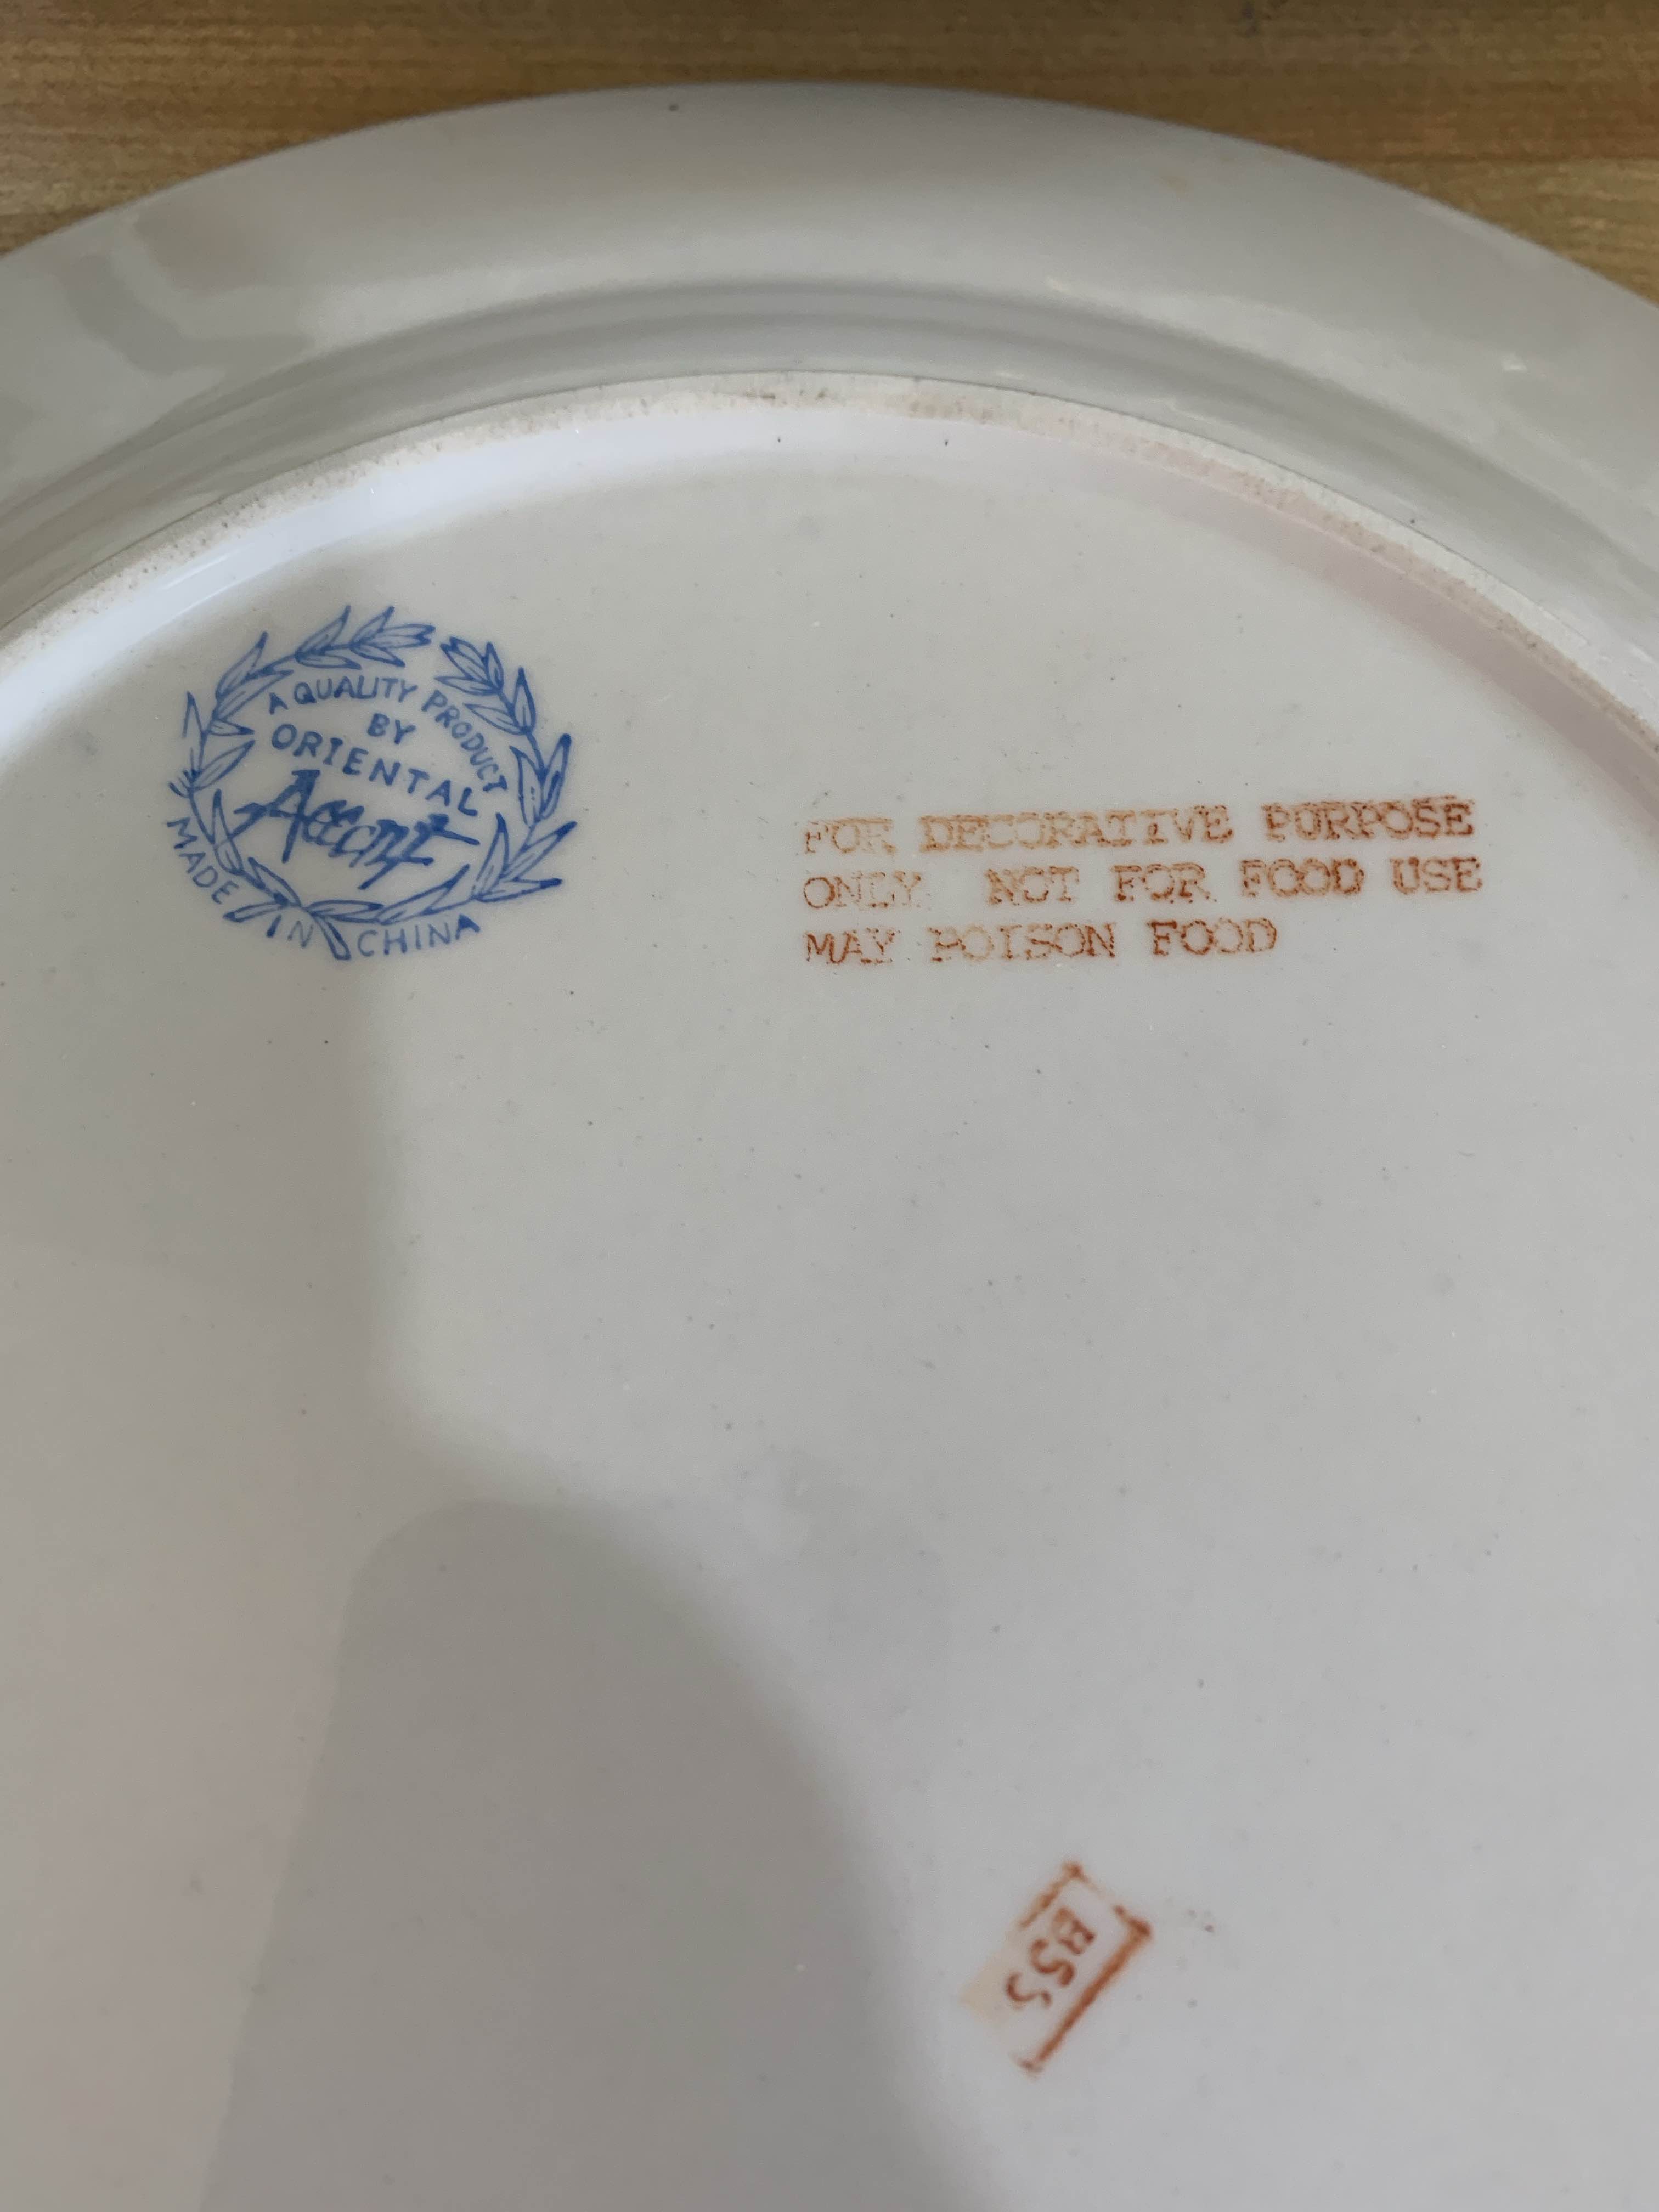 A QUALITY PRODUCT
BY
ORIENTAL
Accent
MADE IN CHINA
FOR DECORATIVE PURPOSE
ONLY NOT FOR FOOD USE
MAY POISON FOOD
BSS